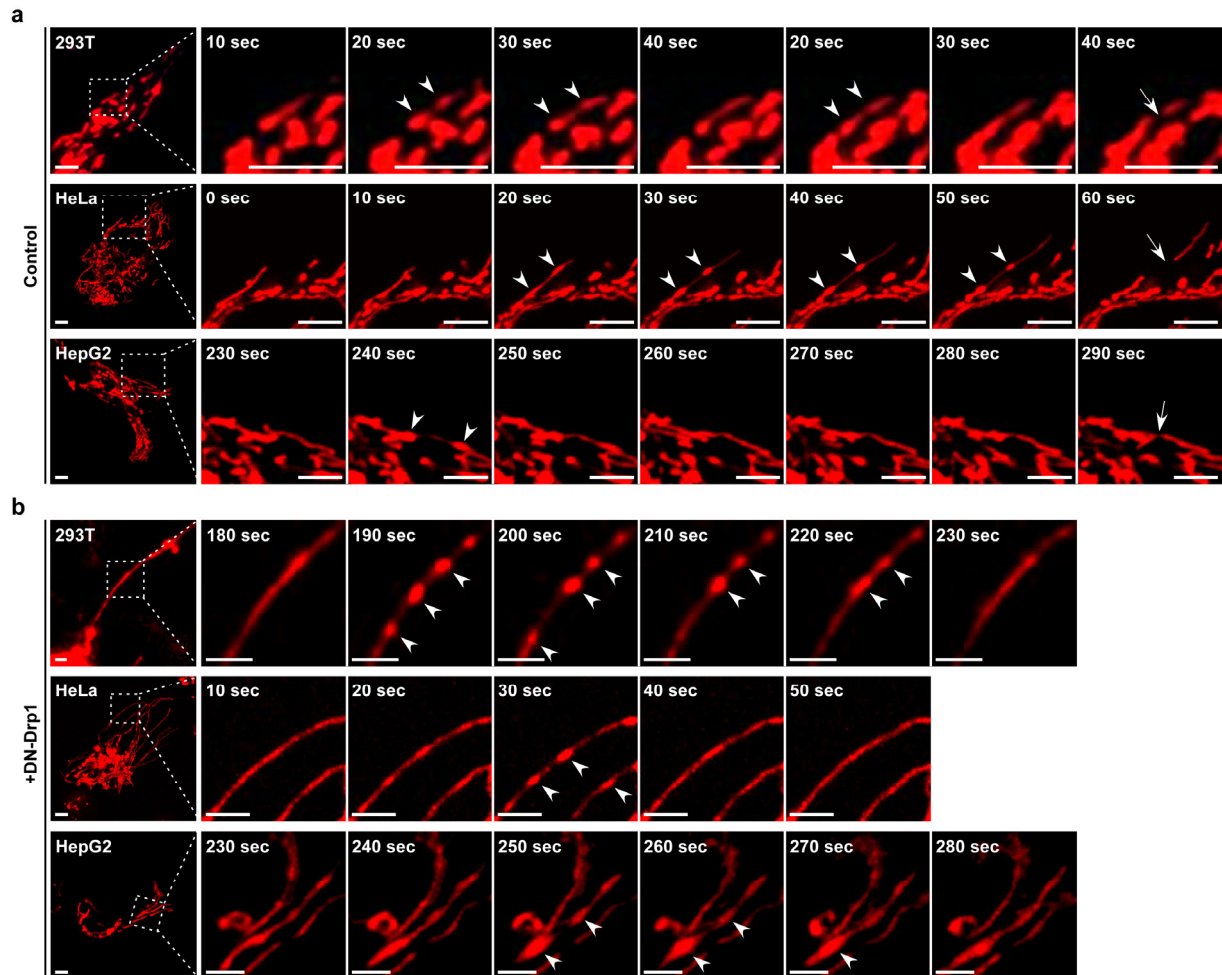 a
Control
293T
10 sec
20 sec
30 sec
40 sec
20 sec
30 sec
40 sec
HeLa
0 sec
10 sec
20 sec
30 sec
40 sec
50 sec
60 sec
HepG2
230 sec
240 sec
250 sec
260 sec
270 sec
280 sec
290 sec
b
+DN-Drp1
293T
180 sec
190 sec
200 sec
210 sec
220 sec
230 sec
HeLa
10 sec
20 sec
30 sec
40 sec
50 sec
HepG2
230 sec
240 sec
250 sec
260 sec
270 sec
280 sec